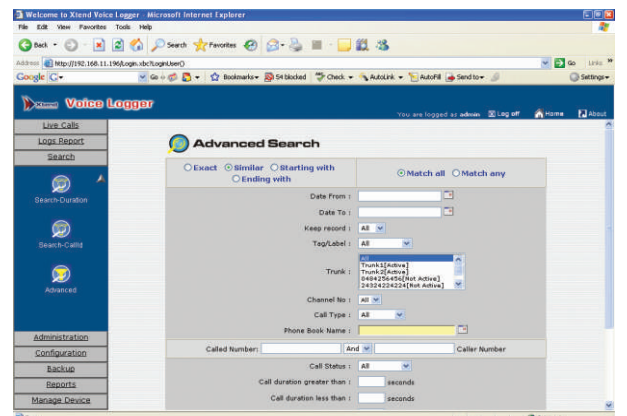 Welcome to Xtend Voice Logger - Microsoft Internet Explorer
File Edit View Favorites Tools Help
Back Search Favorites
Address http://192.168.11.196/Login.xbc?LoginUser() Go Links
Google G Go Bookmarks 54 blocked Check AutoLink AutoFill Send to Settings
Xtend Voice Logger
You are logged as admin Log off Home About
Live Calls
Logs Report
Search
Search-Duration
Search-CallId
Advanced
Administration
Configuration
Backup
Reports
Manage Device
Advanced Search
Exact Similar Starting with
Ending with
Match all Match any
Date From :
Date To :
Keep record : All
Tag/Label : All
Trunk : All
Trunk1[Active]
Trunk2[Active]
0484256456[Not Active]
24324224224[Not Active]
Channel No : All
Call Type : All
Phone Book Name :
Called Number: And Caller Number
Call Status : All
Call duration greater than : seconds
Call duration less than : seconds